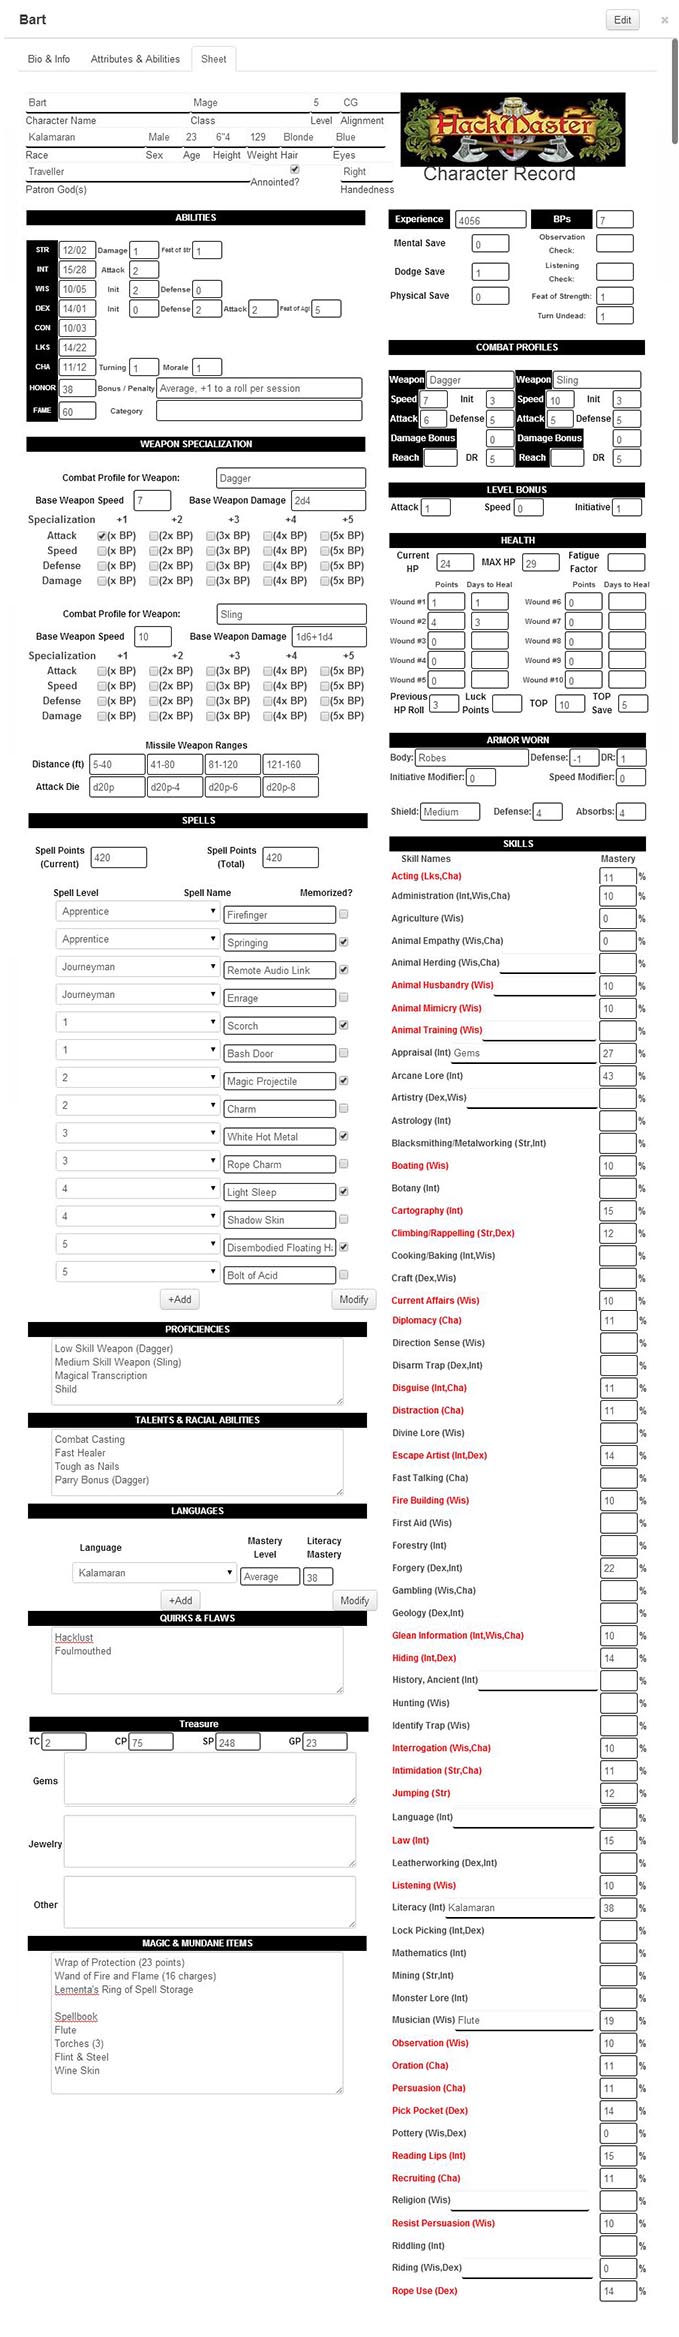 Bart
Edit
×
Bio & Info Attributes & Abilities Sheet
Bart Mage 5 CG
Character Name Class Level Alignment
Kalamaran Male 23 6"4 129 Blonde Blue
Race Sex Age Height Weight Hair Eyes
Traveller Right
Patron God(s) Annointed? Handedness
HackMaster
Character Record
ABILITIES
STR 12/02 Damage 1 Feat of Str 1
INT 15/28 Attack 2
WIS 10/05 Init 2 Defense 0
DEX 14/01 Init 0 Defense 2 Attack 2 Feat of Agi 5
CON 10/03
LKS 14/22
CHA 11/12 Turning 1 Morale 1
HONOR 38 Bonus / Penalty Average, +1 to a roll per session
FAME 60 Category
WEAPON SPECIALIZATION
Combat Profile for Weapon: Dagger
Base Weapon Speed 7 Base Weapon Damage 2d4
Specialization +1 +2 +3 +4 +5
Attack (x BP) (2x BP) (3x BP) (4x BP) (5x BP)
Speed (x BP) (2x BP) (3x BP) (4x BP) (5x BP)
Defense (x BP) (2x BP) (3x BP) (4x BP) (5x BP)
Damage (x BP) (2x BP) (3x BP) (4x BP) (5x BP)
Combat Profile for Weapon: Sling
Base Weapon Speed 10 Base Weapon Damage 1d6+1d4
Specialization +1 +2 +3 +4 +5
Attack (x BP) (2x BP) (3x BP) (4x BP) (5x BP)
Speed (x BP) (2x BP) (3x BP) (4x BP) (5x BP)
Defense (x BP) (2x BP) (3x BP) (4x BP) (5x BP)
Damage (x BP) (2x BP) (3x BP) (4x BP) (5x BP)
Missile Weapon Ranges
Distance (ft) 5-40 41-80 81-120 121-160
Attack Die d20p d20p-4 d20p-6 d20p-8
SPELLS
Spell Points (Current) 420 Spell Points (Total) 420
Spell Level Spell Name Memorized?
Apprentice Firefinger
Apprentice Springing
Journeyman Remote Audio Link
Journeyman Enrage
1 Scorch
1 Bash Door
2 Magic Projectile
2 Charm
3 White Hot Metal
3 Rope Charm
4 Light Sleep
4 Shadow Skin
5 Disembodied Floating H
5 Bolt of Acid
+Add Modify
PROFICIENCIES
Low Skill Weapon (Dagger)
Medium Skill Weapon (Sling)
Magical Transcription
Shild
TALENTS & RACIAL ABILITIES
Combat Casting
Fast Healer
Tough as Nails
Parry Bonus (Dagger)
LANGUAGES
Language Mastery Level Literacy Mastery
Kalamaran Average 38
+Add Modify
QUIRKS & FLAWS
Hacklust
Foulmouthed
Treasure
TC 2 CP 75 SP 248 GP 23
Gems
Jewelry
Other
MAGIC & MUNDANE ITEMS
Wrap of Protection (23 points)
Wand of Fire and Flame (16 charges)
Lementa's Ring of Spell Storage
Spellbook
Flute
Torches (3)
Flint & Steel
Wine Skin
Experience 4056 BPs 7
Mental Save 0 Observation Check:
Dodge Save 1 Listening Check:
Physical Save 0 Feat of Strength: 1
Turn Undead: 1
COMBAT PROFILES
Weapon Dagger Weapon Sling
Speed 7 Init 3 Speed 10 Init 3
Attack 6 Defense 5 Attack 5 Defense 5
Damage Bonus 0 Damage Bonus 0
Reach DR 5 Reach DR 5
LEVEL BONUS
Attack 1 Speed 0 Initiative 1
HEALTH
Current HP 24 MAX HP 29 Fatigue Factor
Points Days to Heal Points Days to Heal
Wound #1 1 1 Wound #6 0
Wound #2 4 3 Wound #7 0
Wound #3 0 Wound #8 0
Wound #4 0 Wound #9 0
Wound #5 0 Wound #10 0
Previous HP Roll 3 Luck Points TOP 10 TOP Save 5
ARMOR WORN
Body: Robes Defense: -1 DR: 1
Initiative Modifier: 0 Speed Modifier: 0
Shield: Medium Defense: 4 Absorbs: 4
SKILLS
Skill Names Mastery
Acting (Lks,Cha) 11 %
Administration (Int,Wis,Cha) 10 %
Agriculture (Wis) 0 %
Animal Empathy (Wis,Cha) 0 %
Animal Herding (Wis,Cha) %
Animal Husbandry (Wis) 10 %
Animal Mimicry (Wis) 10 %
Animal Training (Wis) %
Appraisal (Int) Gems 27 %
Arcane Lore (Int) 43 %
Artistry (Dex,Wis) %
Astrology (Int) %
Blacksmithing/Metalworking (Str,Int) %
Boating (Wis) 10 %
Botany (Int) %
Cartography (Int) 15 %
Climbing/Rappelling (Str,Dex) 12 %
Cooking/Baking (Int,Wis) %
Craft (Dex,Wis) %
Current Affairs (Wis) 10 %
Diplomacy (Cha) 11 %
Direction Sense (Wis) %
Disarm Trap (Dex,Int) %
Disguise (Int,Cha) 11 %
Distraction (Cha) 11 %
Divine Lore (Wis) %
Escape Artist (Int,Dex) 14 %
Fast Talking (Cha) %
Fire Building (Wis) 10 %
First Aid (Wis) %
Forestry (Int) %
Forgery (Dex,Int) 22 %
Gambling (Wis,Cha) %
Geology (Dex,Int) %
Glean Information (Int,Wis,Cha) 10 %
Hiding (Int,Dex) 14 %
History, Ancient (Int) %
Hunting (Wis) %
Identify Trap (Wis) %
Interrogation (Wis,Cha) 10 %
Intimidation (Str,Cha) 11 %
Jumping (Str) 12 %
Language (Int) %
Law (Int) 15 %
Leatherworking (Dex,Int) %
Listening (Wis) 10 %
Literacy (Int) Kalamaran 38 %
Lock Picking (Int,Dex) %
Mathematics (Int) %
Mining (Str,Int) %
Monster Lore (Int) %
Musician (Wis) Flute 19 %
Observation (Wis) 10 %
Oration (Cha) 11 %
Persuasion (Cha) 11 %
Pick Pocket (Dex) 14 %
Pottery (Wis,Dex) 0 %
Reading Lips (Int) 15 %
Recruiting (Cha) 11 %
Religion (Wis) %
Resist Persuasion (Wis) 10 %
Riddling (Int) %
Riding (Wis,Dex) 0 %
Rope Use (Dex) 14 %